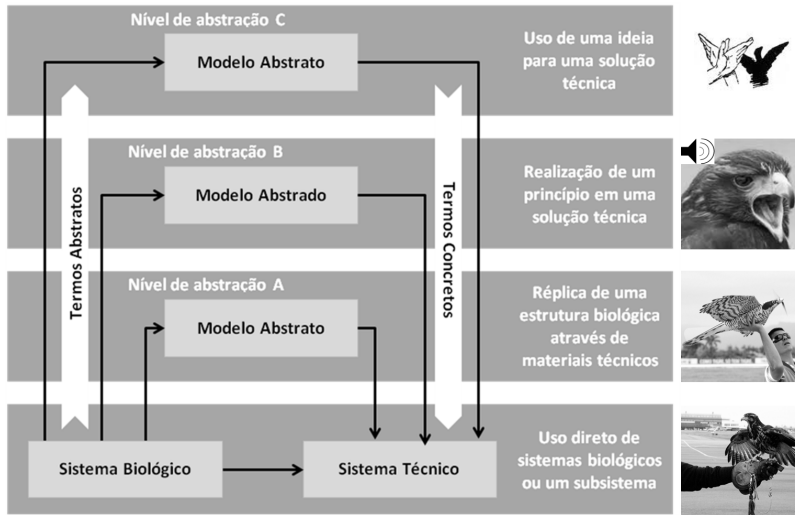 Nível de abstração C
Modelo Abstrato
Uso de uma ideia
para uma solução
técnica
Nível de abstração B
Modelo Abstrado
Realização de um
princípio em uma
solução técnica
Termos Abstratos
Termos Concretos
Nível de abstração A
Modelo Abstrato
Réplica de uma
estrutura biológica
através de
materiais técnicos
Sistema Biológico
Sistema Técnico
Uso direto de
sistemas biológicos
ou um subsistema